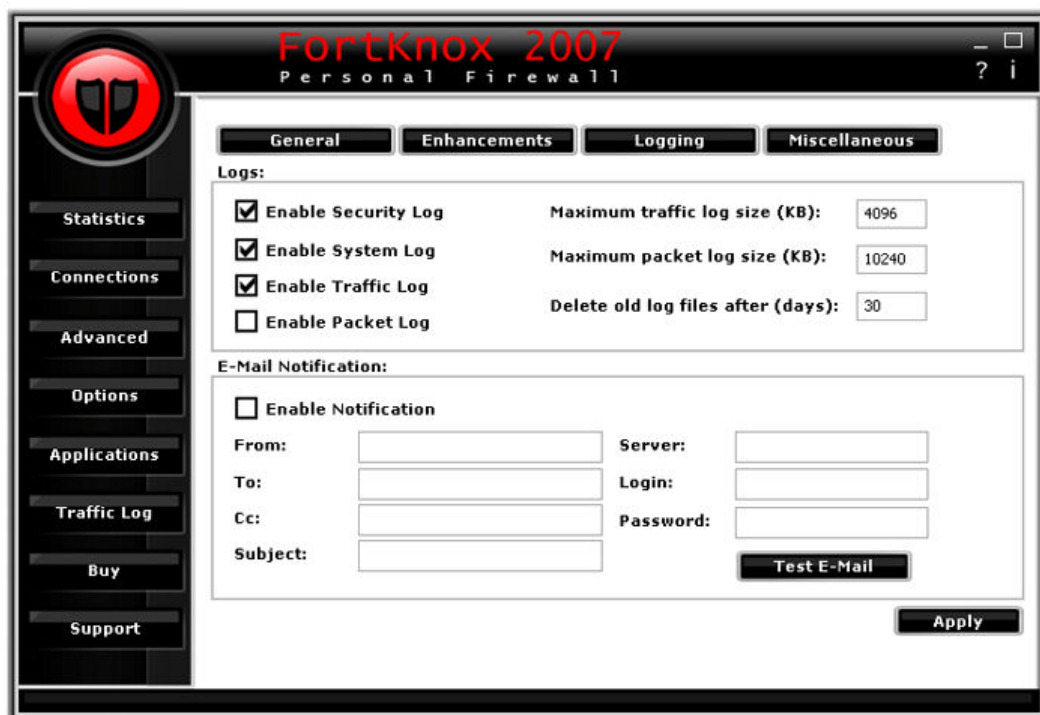 FortKnox 2007
Personal Firewall
? i
General Enhancements Logging Miscellaneous
Statistics
Connections
Advanced
Options
Applications
Traffic Log
Buy
Support
Logs:
Enable Security Log
Enable System Log
Enable Traffic Log
Enable Packet Log
Maximum traffic log size (KB): 4096
Maximum packet log size (KB): 10240
Delete old log files after (days): 30
E-Mail Notification:
Enable Notification
From:
To:
Cc:
Subject:
Server:
Login:
Password:
Test E-Mail
Apply